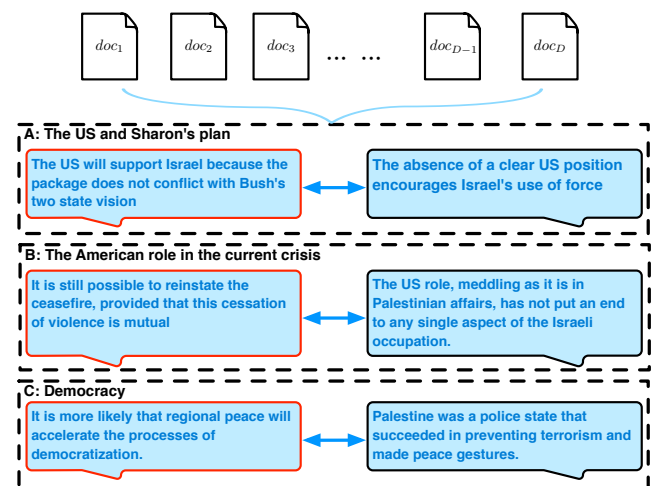 doc₁ doc₂ doc₃ ... ... doc_{D−1} doc_D
A: The US and Sharon's plan
The US will support Israel because the
package does not conflict with Bush's
two state vision
The absence of a clear US position
encourages Israel's use of force
B: The American role in the current crisis
It is still possible to reinstate the
ceasefire, provided that this cessation
of violence is mutual
The US role, meddling as it is in
Palestinian affairs, has not put an end
to any single aspect of the Israeli
occupation.
C: Democracy
It is more likely that regional peace will
accelerate the processes of
democratization.
Palestine was a police state that
succeeded in preventing terrorism and
made peace gestures.